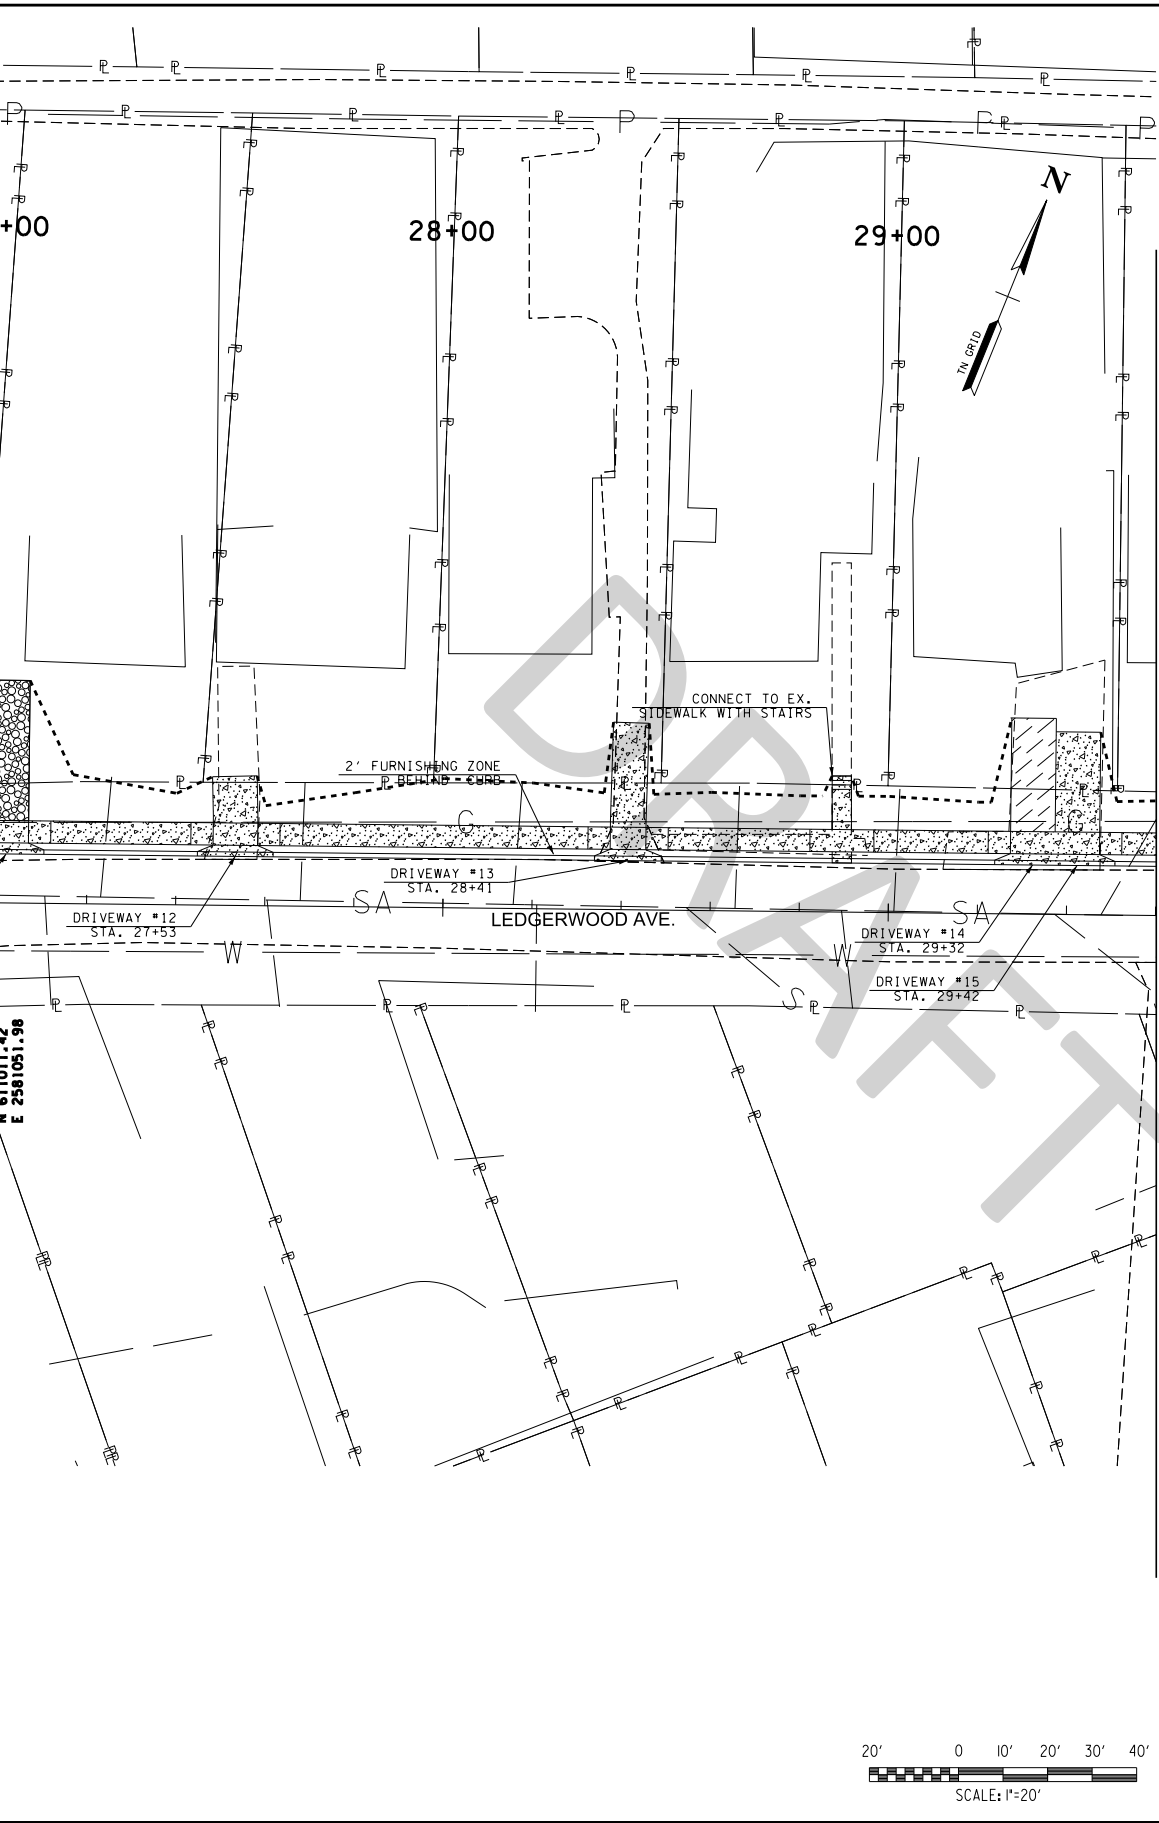 +00
28+00
29+00
N
TN GRID
CONNECT TO EX.
SIDEWALK WITH STAIRS
2' FURNISHING ZONE
BEHIND CURB
G
G
DRIVEWAY #13
STA. 28+41
SA
SA
LEDGERWOOD AVE.
DRIVEWAY #12
STA. 27+53
DRIVEWAY #14
STA. 29+32
W
W
DRIVEWAY #15
STA. 29+42
S
E 2581051.98
DRAFT
20' 0 10' 20' 30' 40'
SCALE: 1"=20'